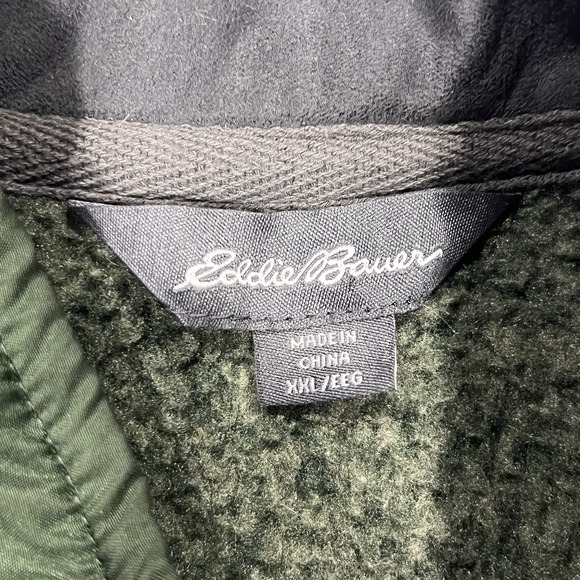 Eddie Bauer
MADE IN
CHINA
XXL/EEG